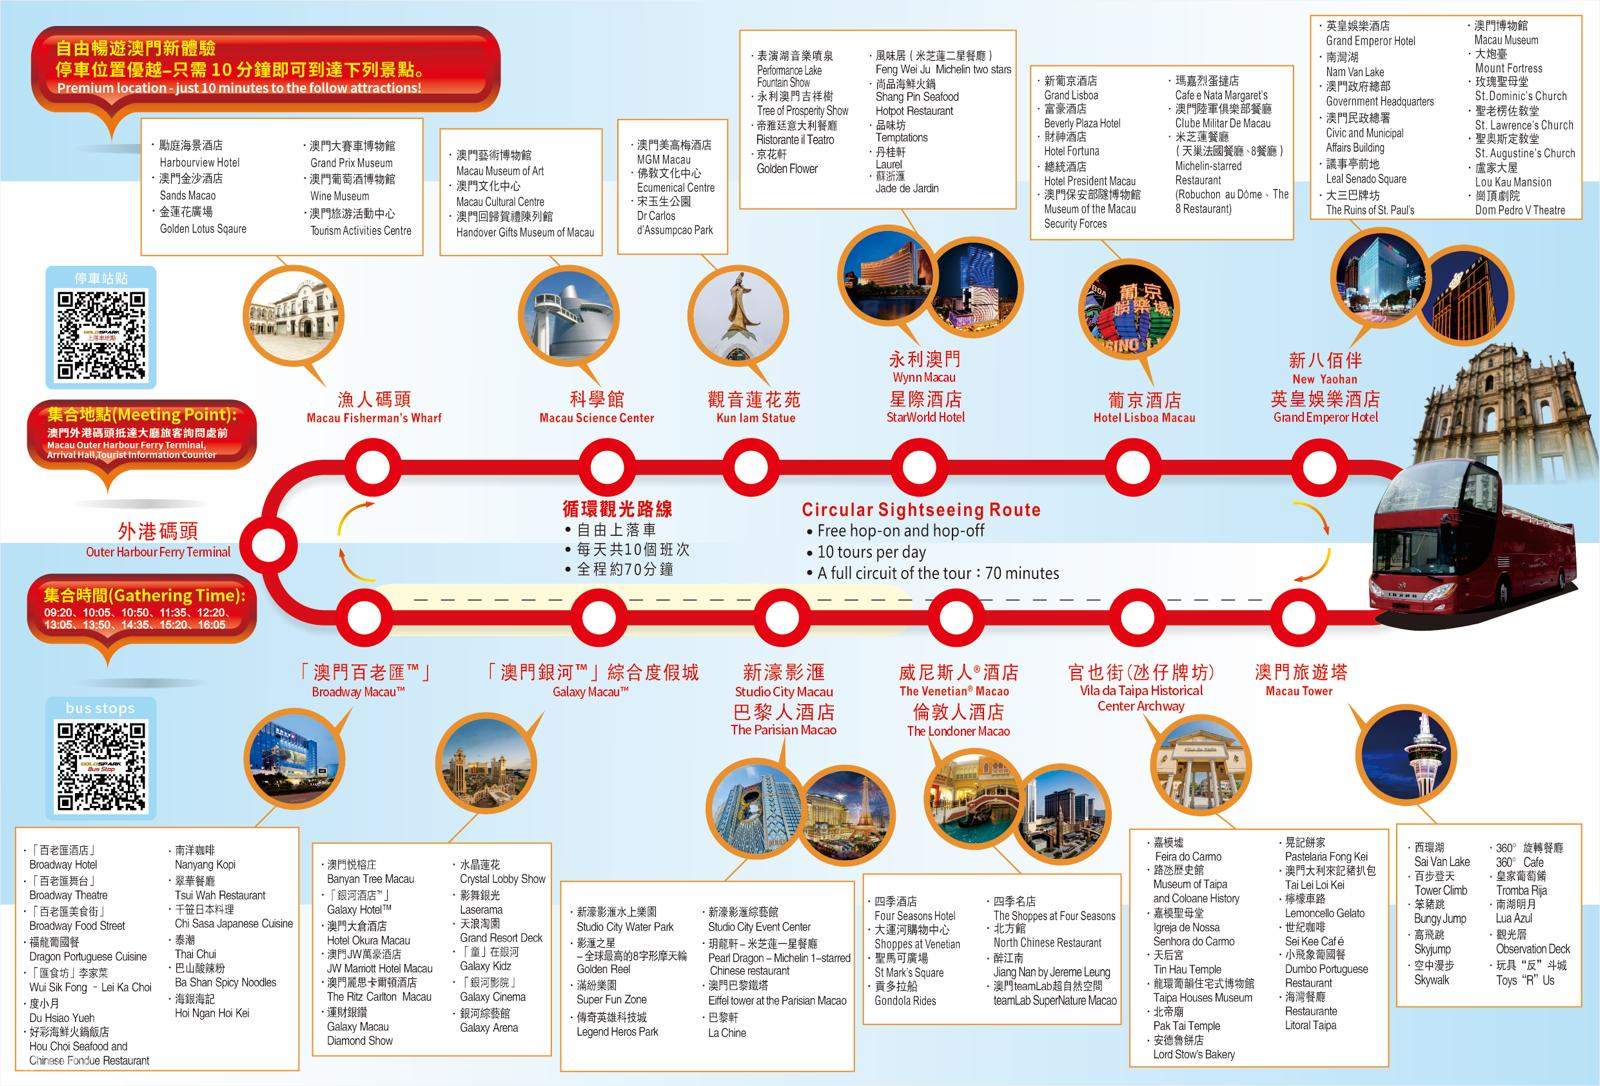 自由暢遊澳門新體驗
停車位置優越–只需 10 分鐘即可到達下列景點。
Premium location - just 10 minutes to the follow attractions!
· 勵庭海景酒店
Harbourview Hotel
· 澳門金沙酒店
Sands Macao
· 金蓮花廣場
Golden Lotus Sqaure
· 澳門大賽車博物館
Grand Prix Museum
· 澳門葡萄酒博物館
Wine Museum
· 澳門旅游活動中心
Tourism Activities Centre
· 澳門藝術博物館
Macau Museum of Art
· 澳門文化中心
Macau Cultural Centre
· 澳門回歸賀禮陳列館
Handover Gifts Museum of Macau
· 澳門美高梅酒店
MGM Macau
· 佛教文化中心
Ecumenical Centre
· 宋玉生公園
Dr Carlos
d'Assumpcao Park
· 表演湖音樂噴泉
Performance Lake
Fountain Show
· 永利澳門吉祥樹
Tree of Prosperity Show
· 帝雅廷意大利餐廳
Ristorante il Teatro
· 京花軒
Golden Flower
· 風味居（米芝蓮二星餐廳）
Feng Wei Ju Michelin two stars
· 尚品海鮮火鍋
Shang Pin Seafood
Hotpot Restaurant
· 品味坊
Temptations
· 丹桂軒
Laurel
· 蘇浙滙
Jade de Jardin
· 新葡京酒店
Grand Lisboa
· 富豪酒店
Beverly Plaza Hotel
· 財神酒店
Hotel Fortuna
· 總統酒店
Hotel President Macau
· 澳門保安部隊博物館
Museum of the Macau
Security Forces
· 瑪嘉烈蛋撻店
Cafe e Nata Margaret's
· 澳門陸軍俱樂部餐廳
Clube Militar De Macau
· 米芝蓮餐廳
（天巢法國餐廳、8餐廳）
Michelin-starred
Restaurant
(Robuchon au Dôme、The
8 Restaurant)
· 英皇娛樂酒店
Grand Emperor Hotel
· 南灣湖
Nam Van Lake
· 澳門政府總部
Government Headquarters
· 澳門民政總署
Civic and Municipal
Affairs Building
· 議事亭前地
Leal Senado Square
· 大三巴牌坊
The Ruins of St. Paul's
· 澳門博物館
Macau Museum
· 大炮臺
Mount Fortress
· 玫瑰聖母堂
St.Dominic's Church
· 聖老楞佐教堂
St. Lawrence's Church
· 聖奧斯定教堂
St. Augustine's Church
· 盧家大屋
Lou Kau Mansion
· 崗頂劇院
Dom Pedro V Theatre
停車站點
GOLDSPARK
上落車地點
集合地點(Meeting Point):
澳門外港碼頭抵達大廳旅客詢問處前
Macau Outer Harbour Ferry Terminal,
Arrival Hall,Tourist Information Counter
漁人碼頭
Macau Fisherman's Wharf
科學館
Macau Science Center
觀音蓮花苑
Kun Iam Statue
永利澳門
Wynn Macau
星際酒店
StarWorld Hotel
葡京酒店
Hotel Lisboa Macau
新八佰伴
New Yaohan
英皇娛樂酒店
Grand Emperor Hotel
外港碼頭
Outer Harbour Ferry Terminal
循環觀光路線
• 自由上落車
• 每天共10個班次
• 全程約70分鐘
Circular Sightseeing Route
• Free hop-on and hop-off
• 10 tours per day
• A full circuit of the tour：70 minutes
集合時間(Gathering Time):
09:20、10:05、10:50、11:35、12:20、
13:05、13:50、14:35、15:20、16:05
「澳門百老匯™」
Broadway Macau™
「澳門銀河™」綜合度假城
Galaxy Macau™
新濠影滙
Studio City Macau
巴黎人酒店
The Parisian Macao
威尼斯人®酒店
The Venetian® Macao
倫敦人酒店
The Londoner Macao
官也街(氹仔牌坊)
Vila da Taipa Historical
Center Archway
澳門旅遊塔
Macau Tower
bus stops
GOLDSPARK
Bus Stop
· 「百老匯酒店」
Broadway Hotel
· 「百老匯舞台」
Broadway Theatre
· 「百老匯美食街」
Broadway Food Street
· 福龍葡國餐
Dragon Portuguese Cuisine
· 「匯食坊」李家菜
Wui Sik Fong - Lei Ka Choi
· 度小月
Du Hsiao Yueh
· 好彩海鮮火鍋飯店
Hou Choi Seafood and
Chinese Fondue Restaurant
· 南洋咖啡
Nanyang Kopi
· 翠華餐廳
Tsui Wah Restaurant
· 千笹日本料理
Chi Sasa Japanese Cuisine
· 泰潮
Thai Chui
· 巴山酸辣粉
Ba Shan Spicy Noodles
· 海銀海記
Hoi Ngan Hoi Kei
· 澳門悅榕庄
Banyan Tree Macau
· 「銀河酒店™」
Galaxy Hotel™
· 澳門大倉酒店
Hotel Okura Macau
· 澳門JW萬豪酒店
JW Marriott Hotel Macau
· 澳門麗思卡爾頓酒店
The Ritz Carlton Macau
· 運財銀鑽
Galaxy Macau
Diamond Show
· 水晶蓮花
Crystal Lobby Show
· 影舞銀光
Laserama
· 天浪淘園
Grand Resort Deck
· 「童」在銀河
Galaxy Kidz
· 「銀河影院」
Galaxy Cinema
· 銀河綜藝館
Galaxy Arena
· 新濠影滙水上樂園
Studio City Water Park
· 影滙之星
– 全球最高的8字形摩天輪
Golden Reel
· 滿紛樂園
Super Fun Zone
· 傳奇英雄科技城
Legend Heros Park
· 新濠影滙綜藝館
Studio City Event Center
· 玥龍軒 – 米芝蓮一星餐廳
Pearl Dragon – Michelin 1–starred
Chinese restaurant
· 澳門巴黎鐵塔
Eiffel tower at the Parisian Macao
· 巴黎軒
La Chine
· 四季酒店
Four Seasons Hotel
· 大運河購物中心
Shoppes at Venetian
· 聖馬可廣場
St Mark's Square
· 貢多拉船
Gondola Rides
· 四季名店
The Shoppes at Four Seasons
· 北方館
North Chinese Restaurant
· 醉江南
Jiang Nan by Jereme Leung
· 澳門teamLab超自然空間
teamLab SuperNature Macao
· 嘉模墟
Feira do Carmo
· 路氹歷史館
Museum of Taipa
and Coloane History
· 嘉模聖母堂
Igreja de Nossa
Senhora do Carmo
· 天后宮
Tin Hau Temple
· 龍環葡韻住宅式博物館
Taipa Houses Museum
· 北帝廟
Pak Tai Temple
· 安德魯餅店
Lord Stow's Bakery
· 晃記餅家
Pastelaria Fong Kei
· 澳門大利來記豬扒包
Tai Lei Loi Kei
· 檸檬車路
Lemoncello Gelato
· 世紀咖啡
Sei Kee Café
· 小飛象葡國餐
Dumbo Portuguese
Restaurant
· 海灣餐廳
Restaurante
Litoral Taipa
· 西環湖
Sai Van Lake
· 百步登天
Tower Climb
· 笨豬跳
Bungy Jump
· 高飛跳
Skyjump
· 空中漫步
Skywalk
· 360° 旋轉餐廳
360° Cafe
· 皇家葡萄餚
Tromba Rija
· 南湖明月
Lua Azul
· 觀光層
Observation Deck
· 玩具“反”斗城
Toys “R” Us